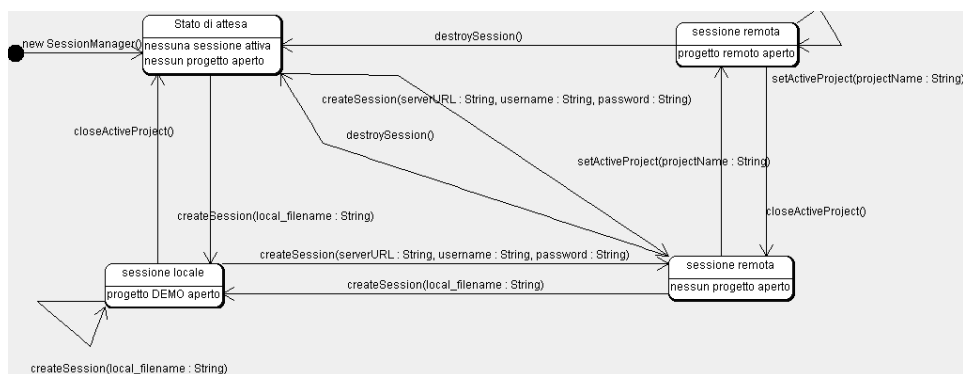 Stato di attesa
nessuna sessione attiva
nessun progetto aperto
new SessionManager()
destroySession()
sessione remota
progetto remoto aperto
setActiveProject(projectName : String)
createSession(serverURL : String, username : String, password : String)
closeActiveProject()
destroySession()
setActiveProject(projectName : String)
createSession(local_filename : String)
closeActiveProject()
createSession(serverURL : String, username : String, password : String)
sessione locale
progetto DEMO aperto
createSession(local_filename : String)
sessione remota
nessun progetto aperto
createSession(local_filename : String)